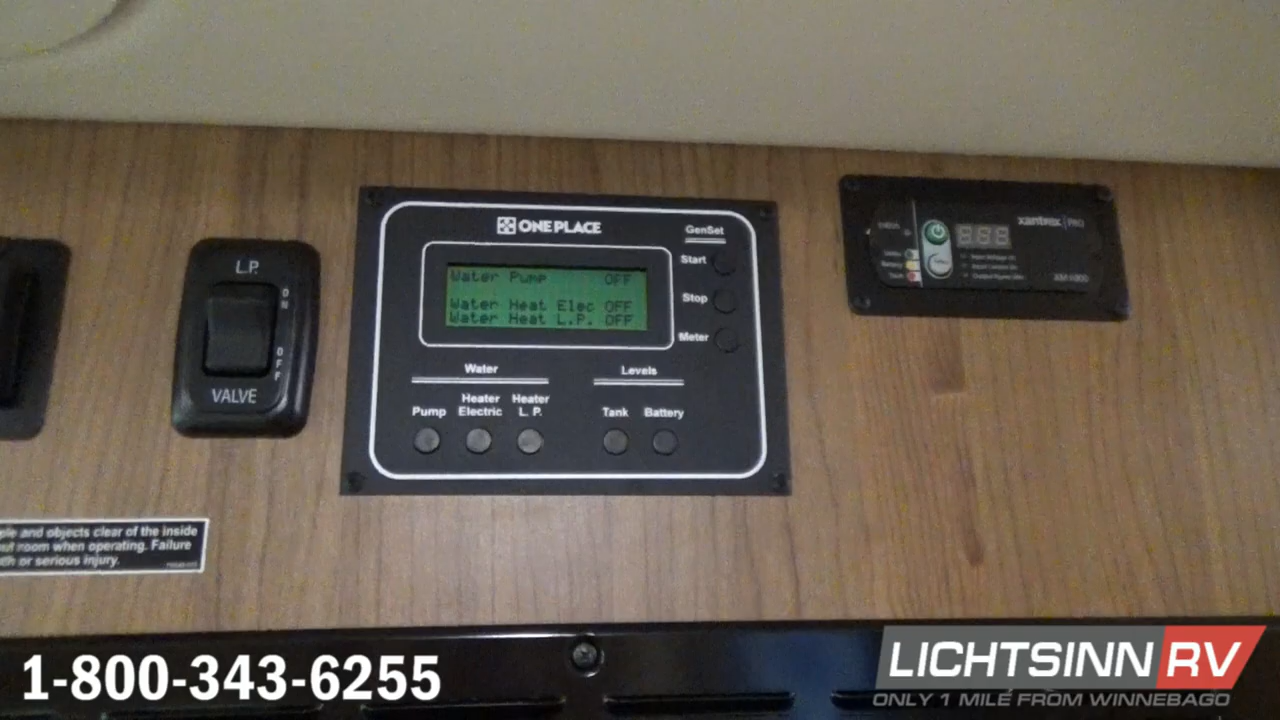 L.P.
ON
OFF
VALVE
ONE PLACE
Water Pump OFF
Water Heat Elec OFF
Water Heat L.P. OFF
GenSet
Start
Stop
Meter
Water
Levels
Pump
Heater Electric
Heater L. P.
Tank
Battery
xantrex PRO
and objects clear of the inside
room when operating. Failure
or serious injury.
1-800-343-6255
LICHTSINN RV
ONLY 1 MILE FROM WINNEBAGO